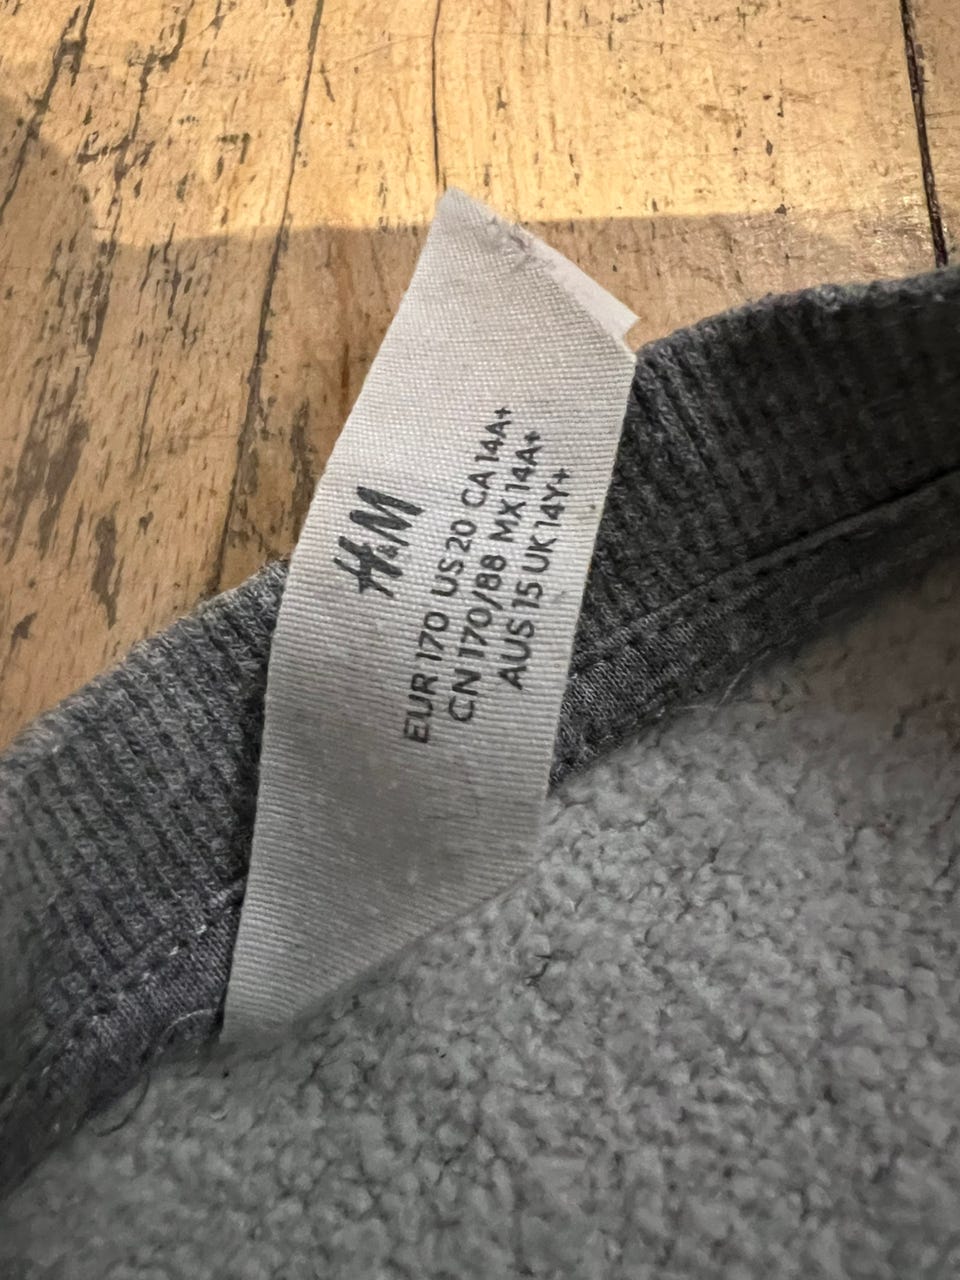 H&M
EUR 170 US 20 CA 14A+
CN 170/88 MX 14A+
AUS 15 UK 14Y+